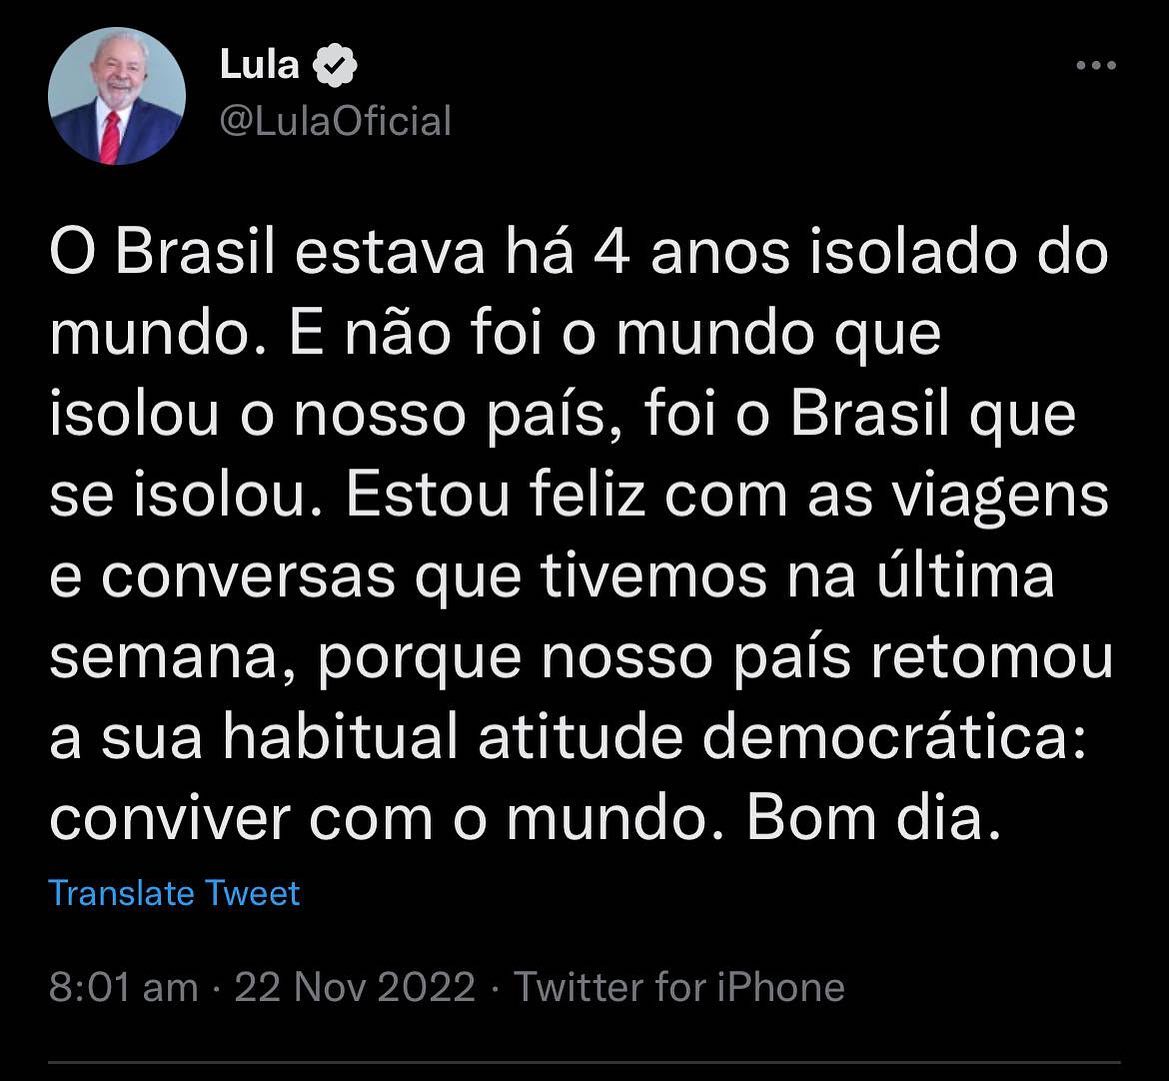 Lula
@LulaOficial
O Brasil estava há 4 anos isolado do
mundo. E não foi o mundo que
isolou o nosso país, foi o Brasil que
se isolou. Estou feliz com as viagens
e conversas que tivemos na última
semana, porque nosso país retomou
a sua habitual atitude democrática:
conviver com o mundo. Bom dia.
Translate Tweet
8:01 am · 22 Nov 2022 · Twitter for iPhone